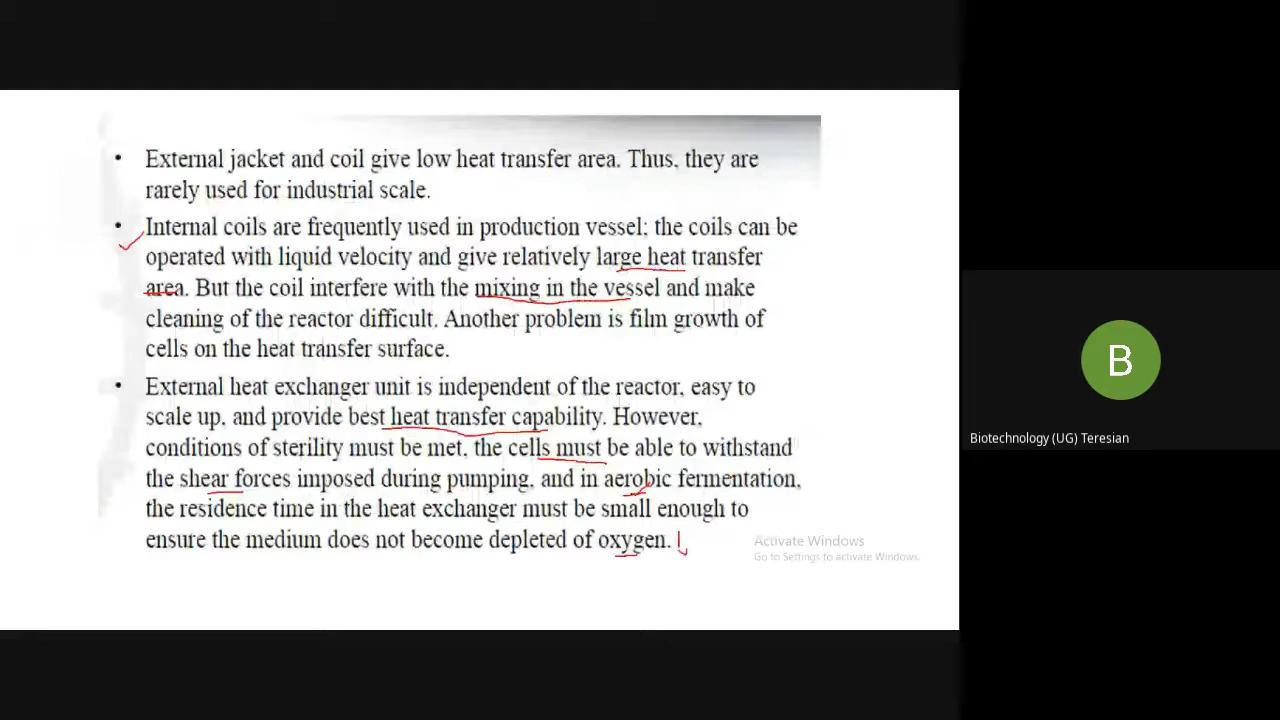 External jacket and coil give low heat transfer area. Thus, they are
rarely used for industrial scale.
Internal coils are frequently used in production vessel; the coils can be
operated with liquid velocity and give relatively large heat transfer
area. But the coil interfere with the mixing in the vessel and make
cleaning of the reactor difficult. Another problem is film growth of
cells on the heat transfer surface.
External heat exchanger unit is independent of the reactor, easy to
scale up, and provide best heat transfer capability. However,
conditions of sterility must be met, the cells must be able to withstand
the shear forces imposed during pumping, and in aerobic fermentation,
the residence time in the heat exchanger must be small enough to
ensure the medium does not become depleted of oxygen.
Activate Windows
Go to Settings to activate Windows.
B
Biotechnology (UG) Teresian